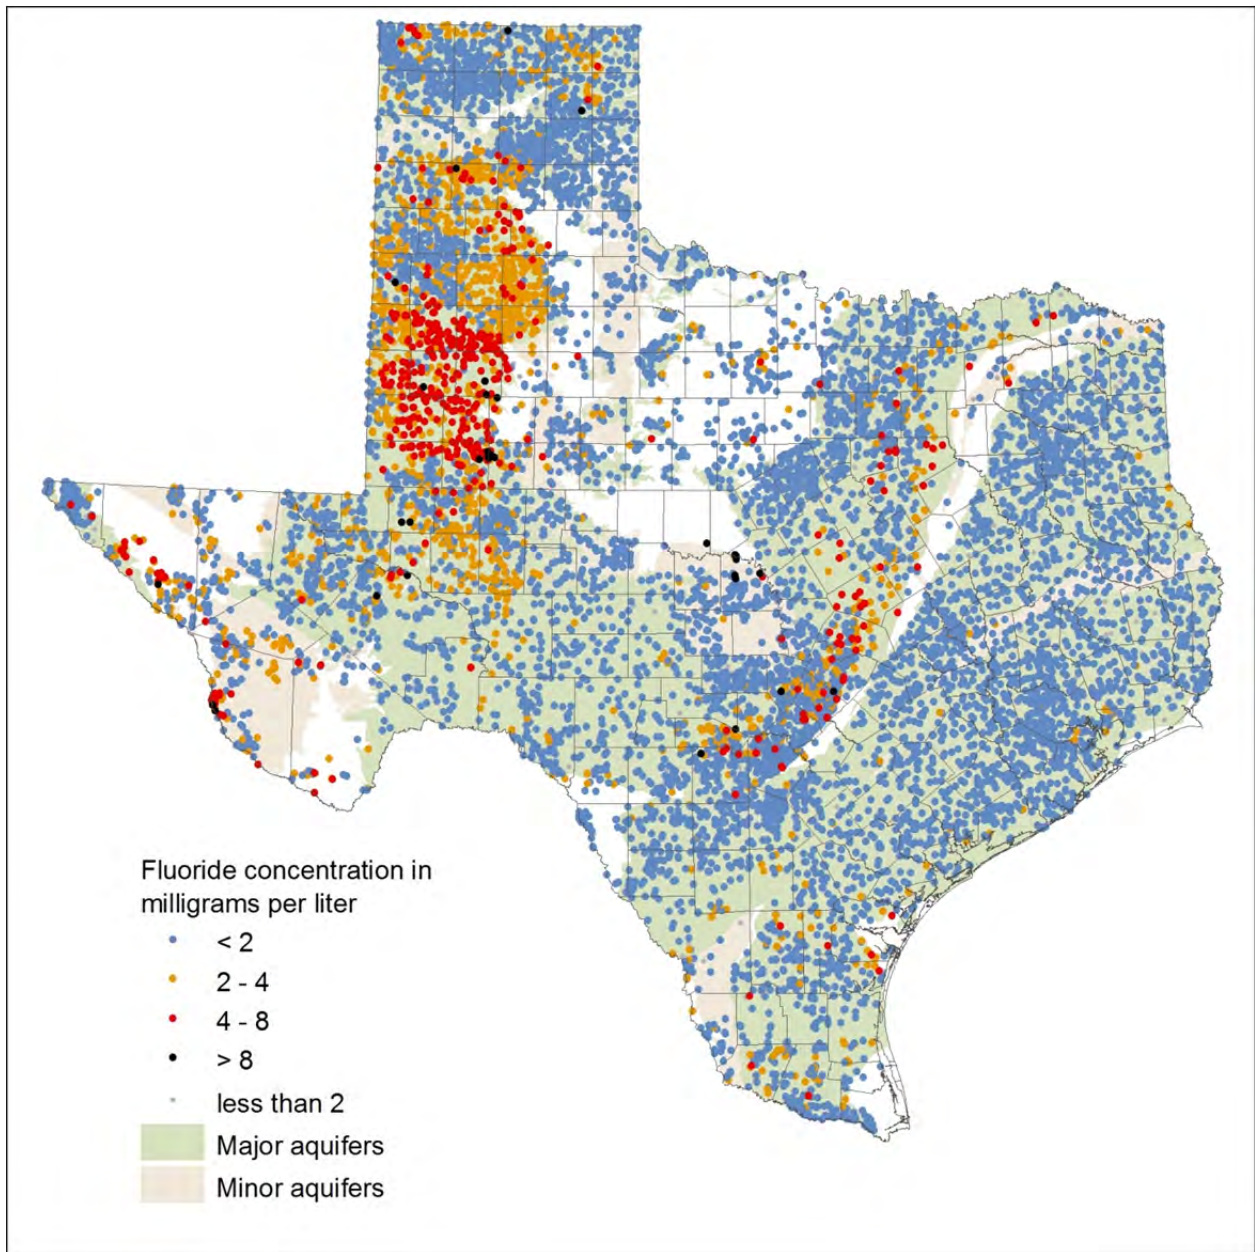 Fluoride concentration in
milligrams per liter
< 2
2 - 4
4 - 8
> 8
less than 2
Major aquifers
Minor aquifers